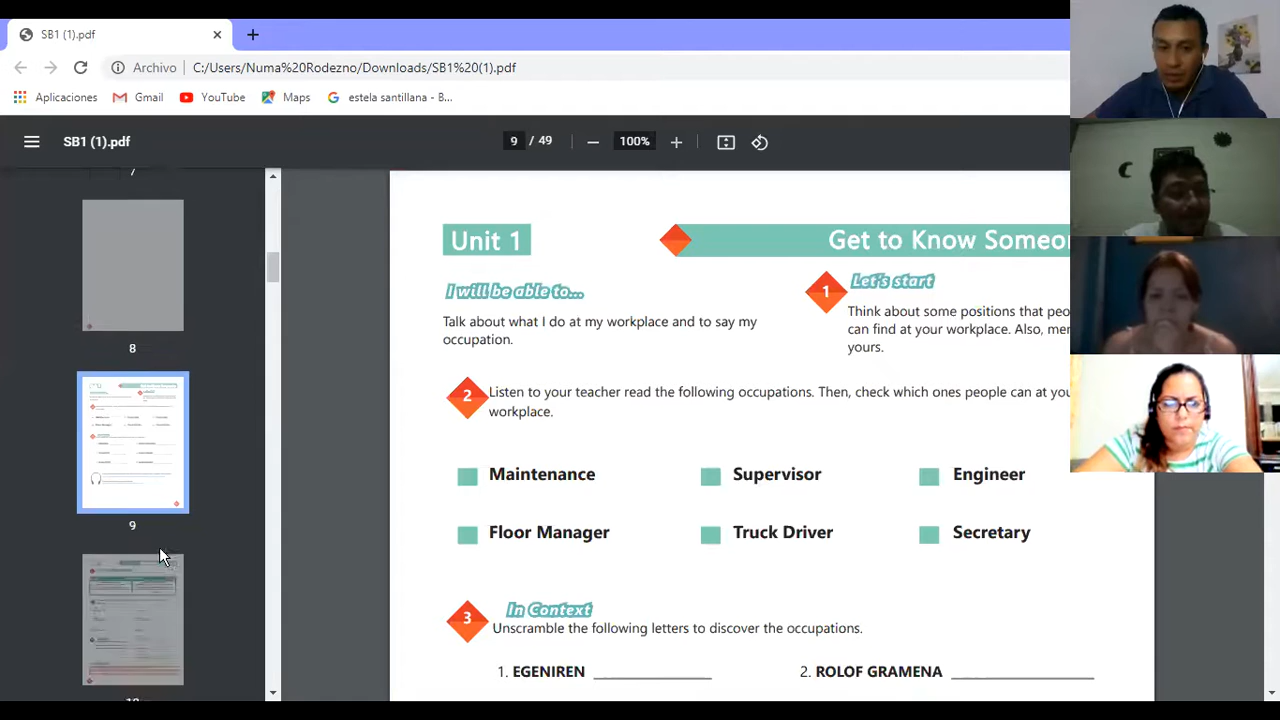 SB1 (1).pdf
Archivo C:/Users/Numa%20Rodezno/Downloads/SB1%20(1).pdf
Aplicaciones Gmail YouTube Maps estela santillana - B...
SB1 (1).pdf 9 / 49 100%
7
8
9
Unit 1
Get to Know
I will be able to...
Talk about what I do at my workplace and to say my
occupation.
1 Let's start
Think about some positions that
can find at your workplace. Also,
yours.
2 Listen to your teacher read the following occupations. Then, check which ones people can at
workplace.
Maintenance Supervisor Engineer
Floor Manager Truck Driver Secretary
3 In Context
Unscramble the following letters to discover the occupations.
1. EGENIREN ____________ 2. ROLOF GRAMENA ____________